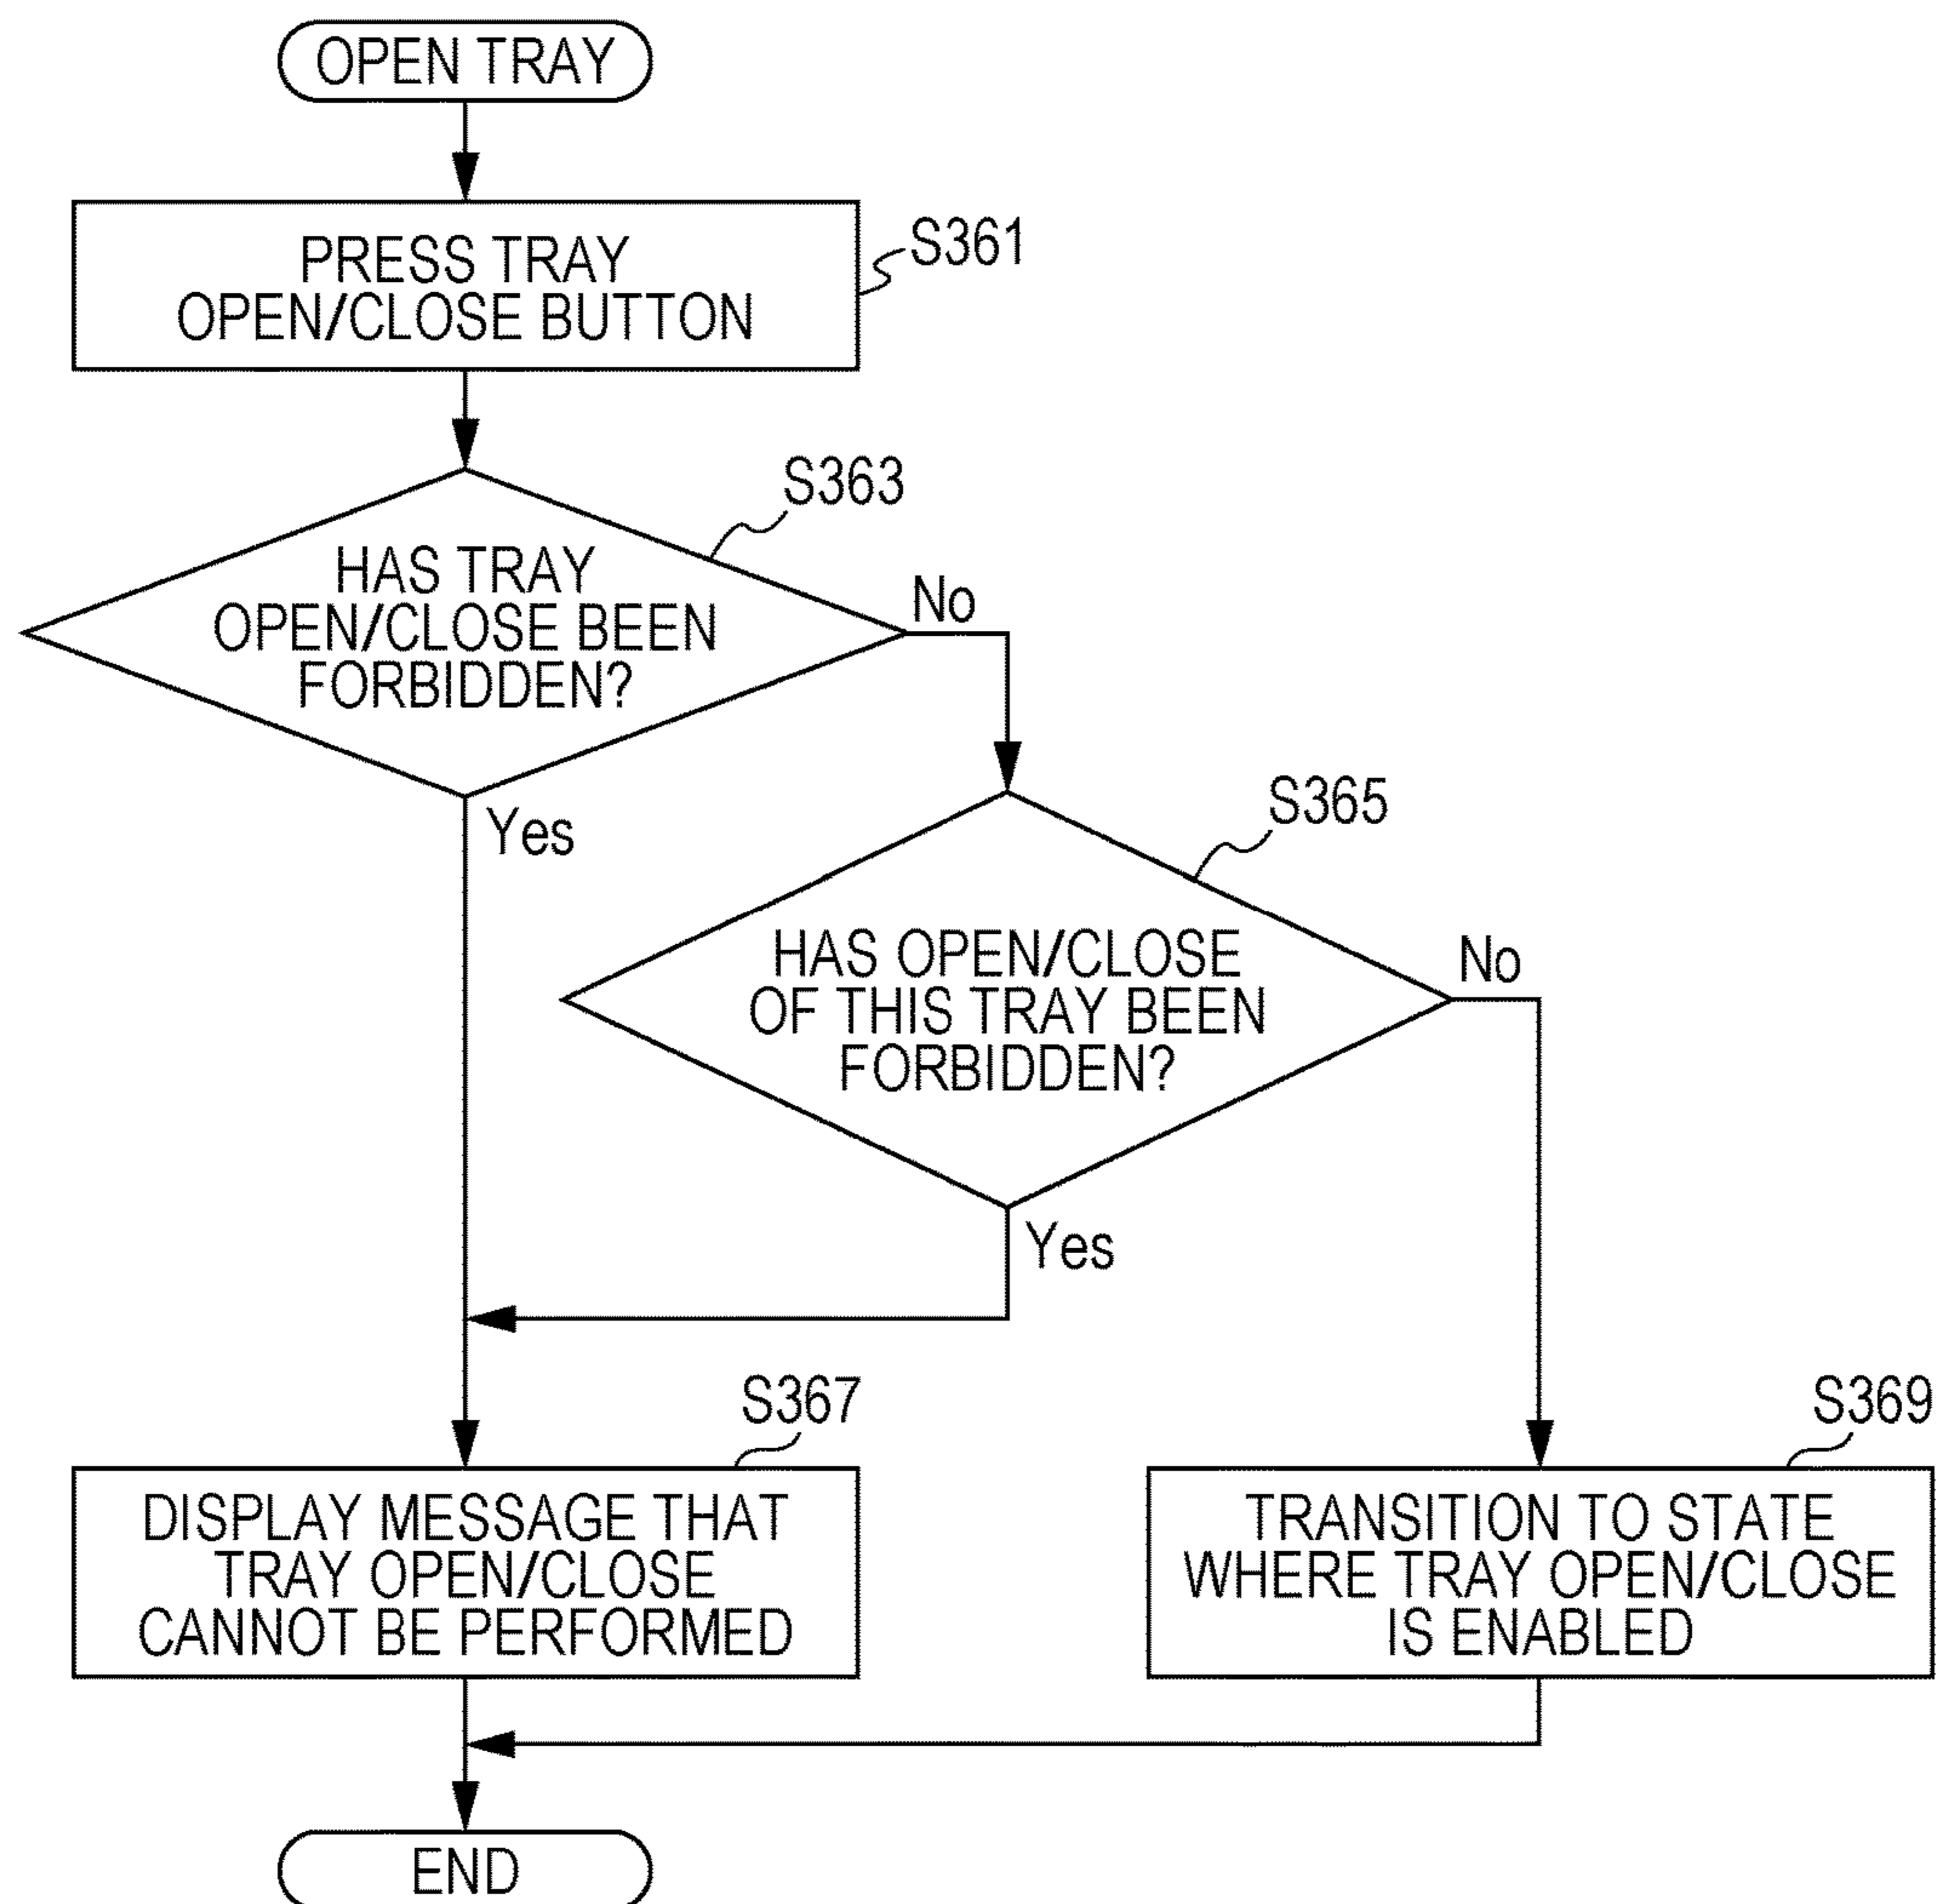 OPEN TRAY
PRESS TRAY
OPEN/CLOSE BUTTON
S361
S363
HAS TRAY
OPEN/CLOSE BEEN
FORBIDDEN?
No
Yes
S365
HAS OPEN/CLOSE
OF THIS TRAY BEEN
FORBIDDEN?
No
Yes
S367
DISPLAY MESSAGE THAT
TRAY OPEN/CLOSE
CANNOT BE PERFORMED
S369
TRANSITION TO STATE
WHERE TRAY OPEN/CLOSE
IS ENABLED
END